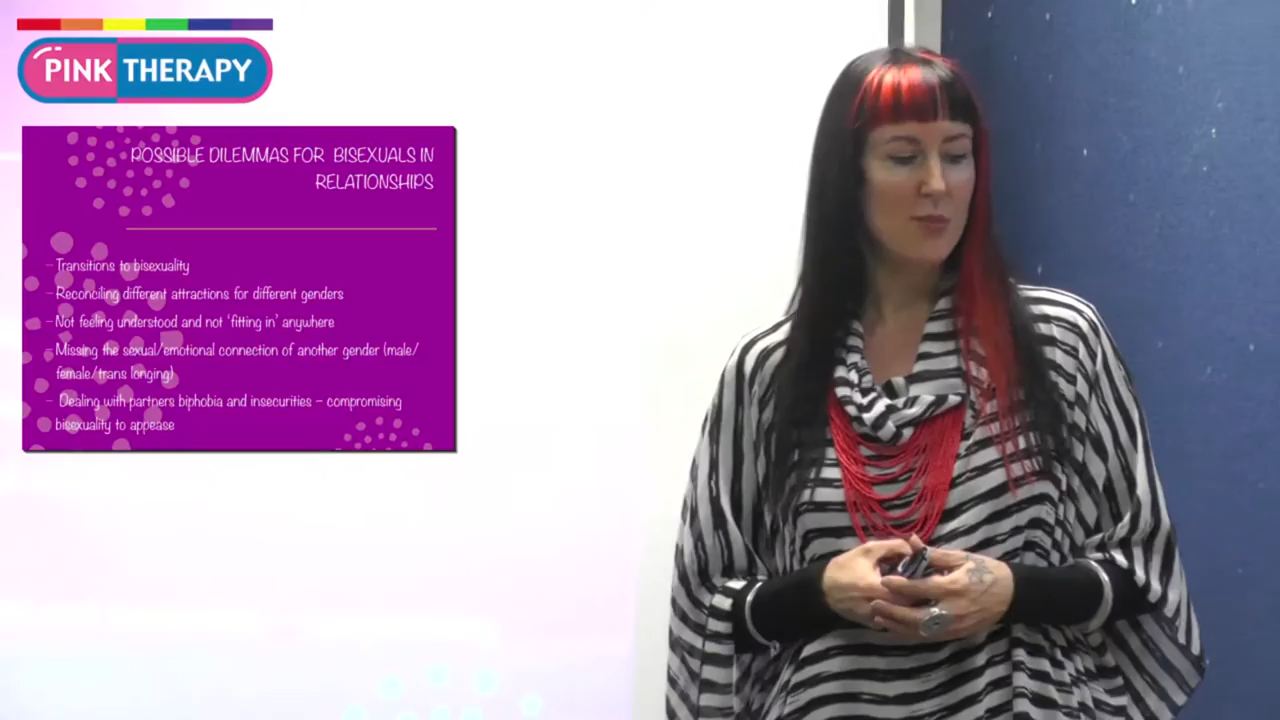 PINK THERAPY
POSSIBLE DILEMMAS FOR BISEXUALS IN
RELATIONSHIPS
– Transitions to bisexuality
– Reconciling different attractions for different genders
– Not feeling understood and not ‘fitting in’ anywhere
– Missing the sexual/emotional connection of another gender (male/
female/trans longing)
– Dealing with partners biphobia and insecurities – compromising
bisexuality to appease